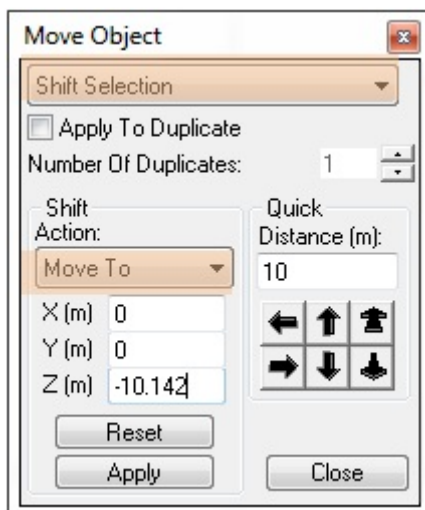 Move Object
Shift Selection
Apply To Duplicate
Number Of Duplicates: 1
Shift
Action:
Move To
X (m) 0
Y (m) 0
Z (m) -10.142
Reset
Apply
Quick
Distance (m):
10
Close